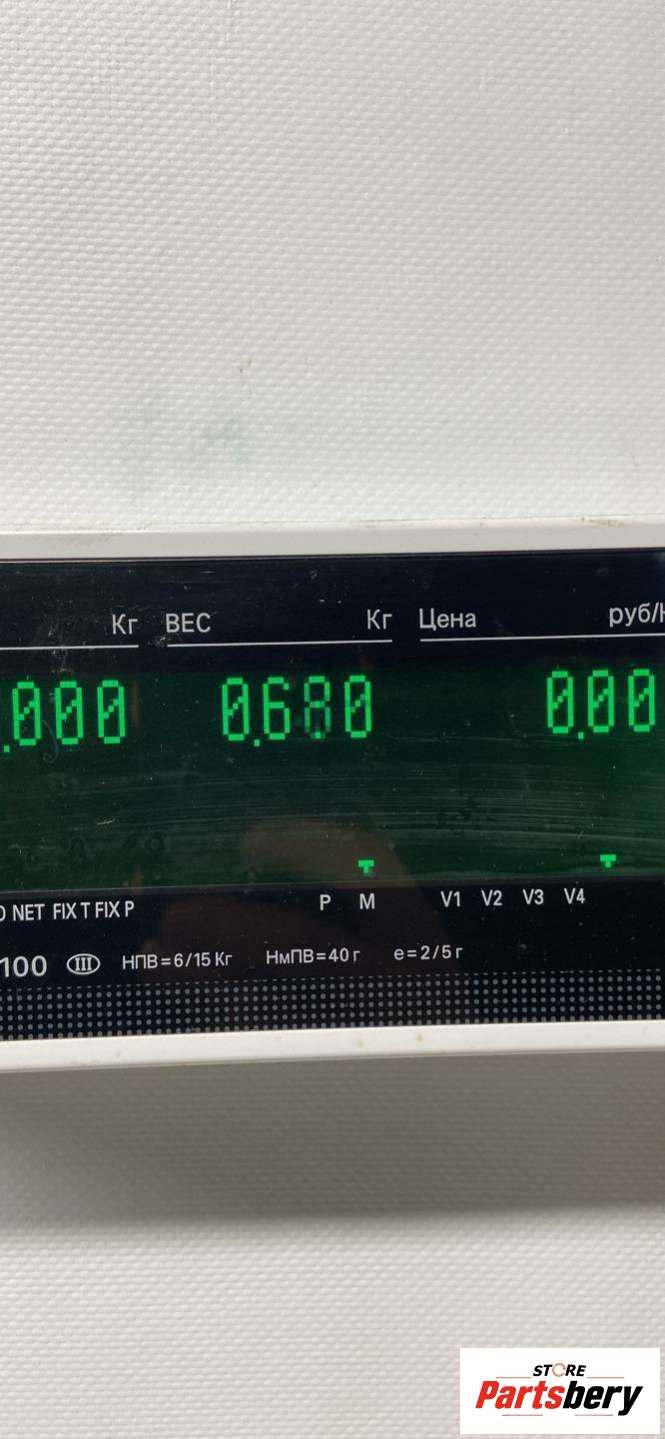 Кг ВЕС Кг Цена руб/
.000 0.680 0.00
NET FIX T FIX P P M V1 V2 V3 V4
100 III НПВ=6/15 Кг НмПВ=40 г e=2/5 г
STORE
Partsbery